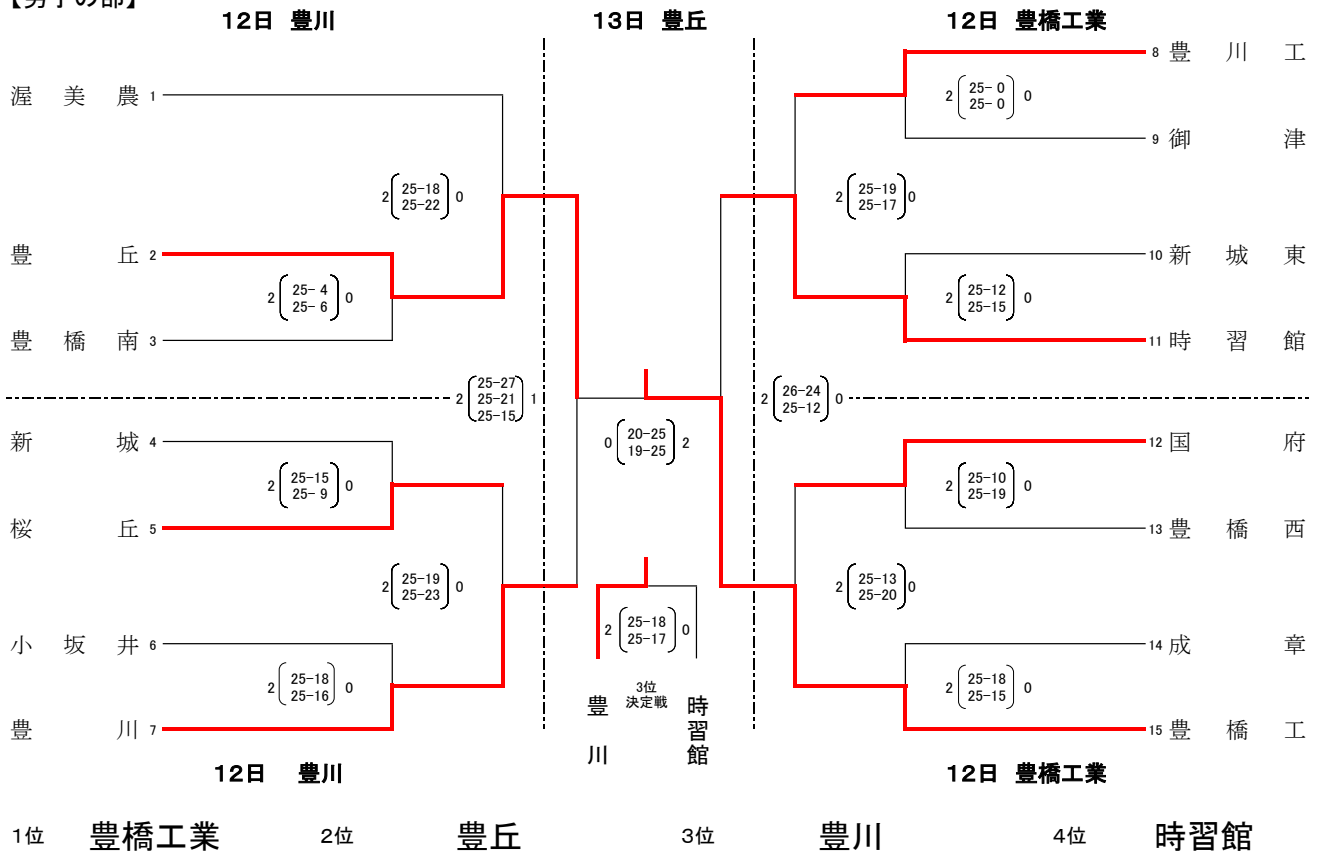 【男子の部】
12日 豊川
13日 豊丘
12日 豊橋工業
渥美農 1
2 25-18 25-22 0
豊丘 2
2 25- 4 25- 6 0
豊橋南 3
2 25-27 25-21 25-15 1
新城 4
2 25-15 25- 9 0
桜丘 5
2 25-19 25-23 0
小坂井 6
2 25-18 25-16 0
豊川 7
0 20-25 19-25 2
2 25-18 25-17 0
3位
決定戦
豊川
時習館
8 豊川工
2 25- 0 25- 0 0
9 御津
2 25-19 25-17 0
10 新城東
2 25-12 25-15 0
11 時習館
2 26-24 25-12 0
12 国府
2 25-10 25-19 0
13 豊橋西
2 25-13 25-20 0
14 成章
2 25-18 25-15 0
15 豊橋工
12日 豊川
12日 豊橋工業
1位 豊橋工業 2位 豊丘 3位 豊川 4位 時習館